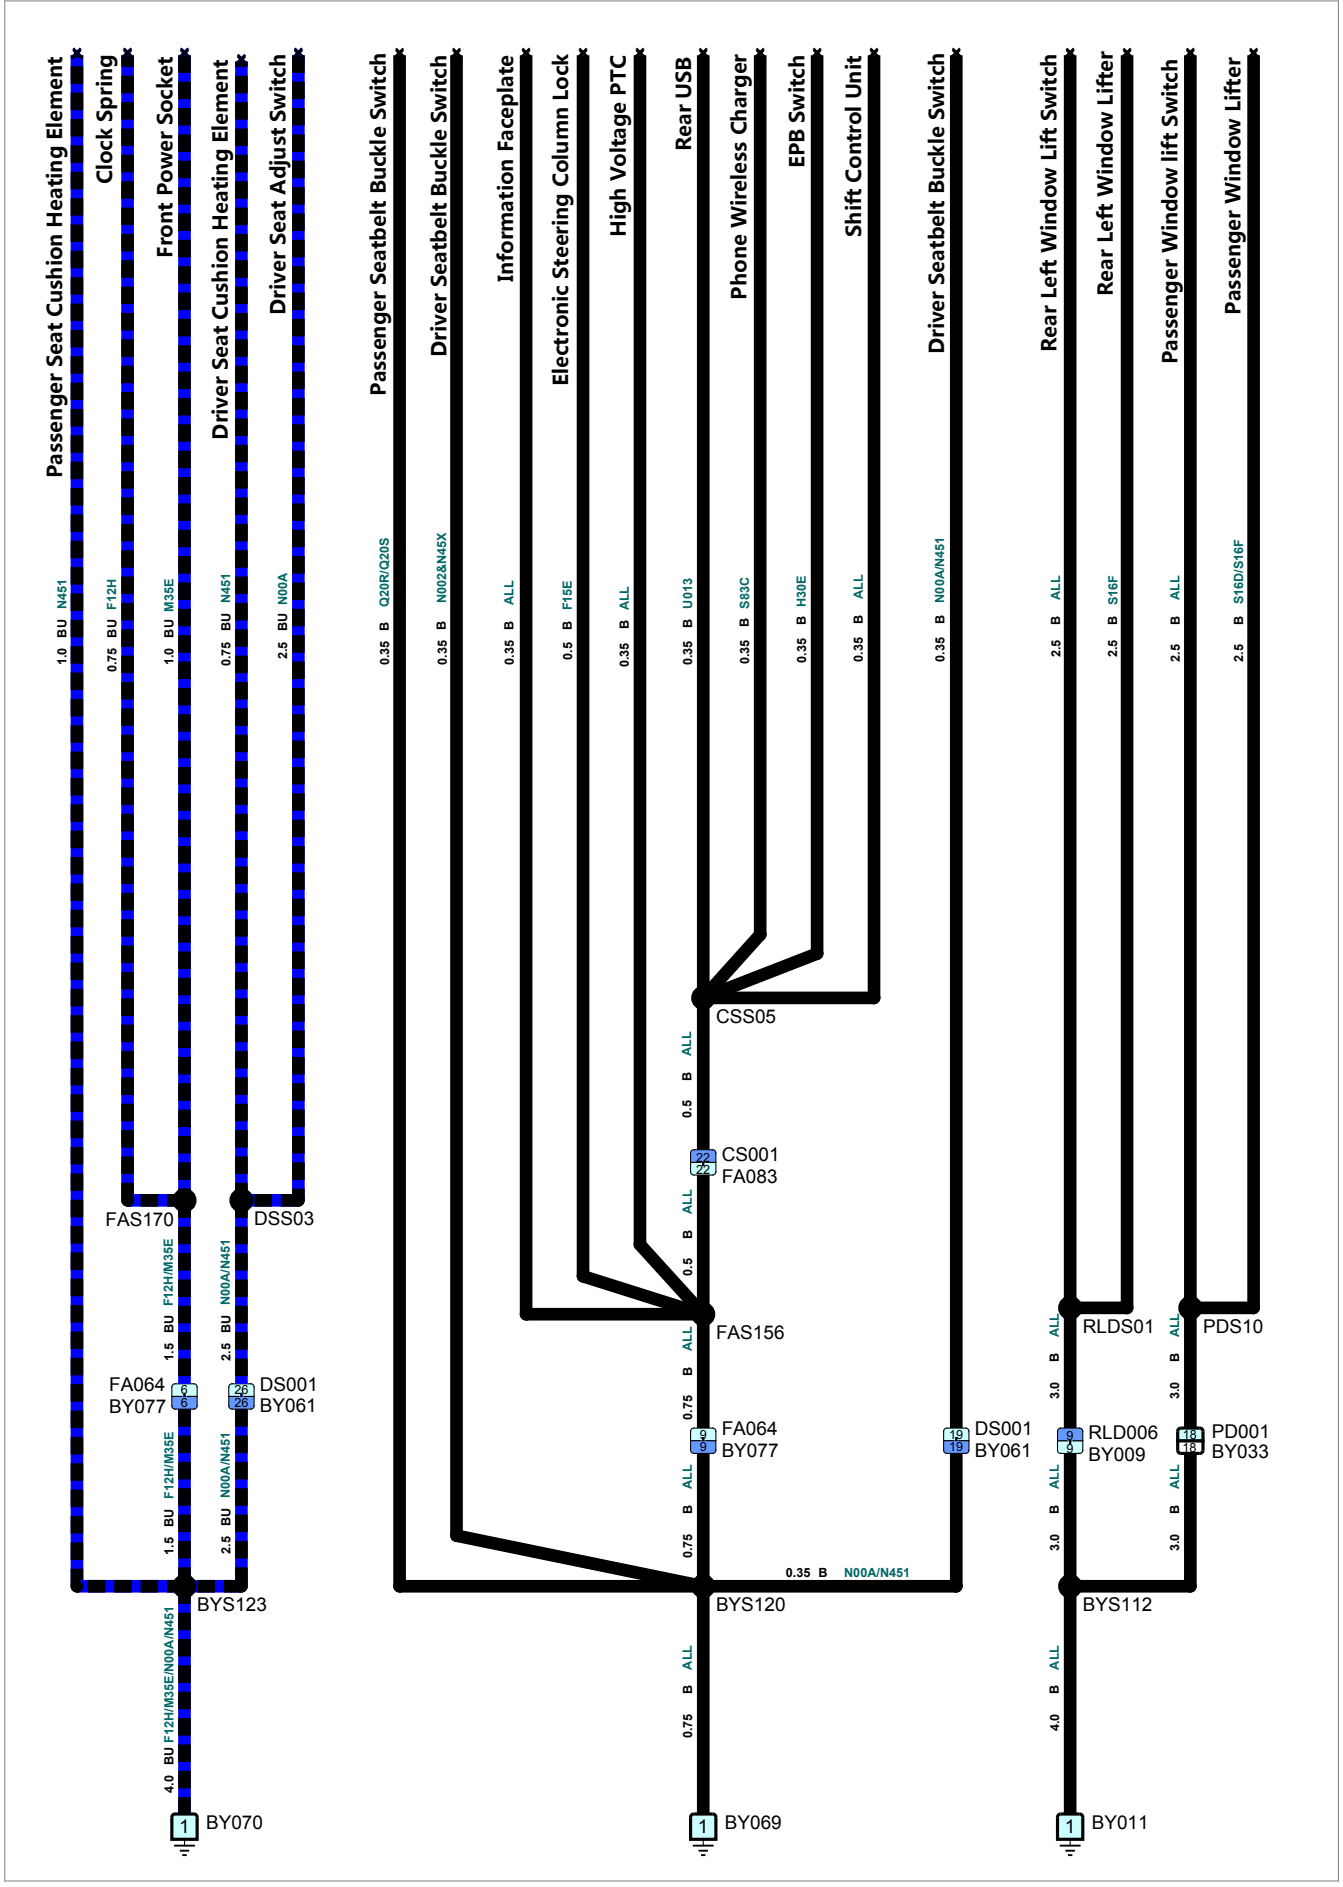 Passenger Seat Cushion Heating Element
Clock Spring
Front Power Socket
Driver Seat Cushion Heating Element
Driver Seat Adjust Switch
Passenger Seatbelt Buckle Switch
Driver Seatbelt Buckle Switch
Information Faceplate
Electronic Steering Column Lock
High Voltage PTC
Rear USB
Phone Wireless Charger
EPB Switch
Shift Control Unit
Driver Seatbelt Buckle Switch
Rear Left Window Lift Switch
Rear Left Window Lifter
Passenger Window lift Switch
Passenger Window Lifter
1.0 BU N451
0.75 BU F12H
1.0 BU M35E
0.75 BU N451
2.5 BU N00A
0.35 B Q20R/Q20S
0.35 B N002&N45X
0.35 B ALL
0.5 B F15E
0.35 B ALL
0.35 B U013
0.35 B S83C
0.35 B H30E
0.35 B ALL
0.35 B N00A/N451
2.5 B ALL
2.5 B S16F
2.5 B ALL
2.5 B S16D/S16F
CSS05
0.5 B ALL
22 CS001
22 FA083
FAS170
DSS03
0.5 B ALL
1.5 BU F12H/M35E
2.5 BU N00A/N451
FAS156
RLDS01
PDS10
0.75 B ALL
3.0 B ALL
3.0 B ALL
FA064 6
BY077 6
26 DS001
26 BY061
9 FA064
9 BY077
19 DS001
19 BY061
9 RLD006
9 BY009
18 PD001
18 BY033
1.5 BU F12H/M35E
2.5 BU N00A/N451
0.75 B ALL
3.0 B ALL
3.0 B ALL
0.35 B N00A/N451
BYS123
BYS120
BYS112
4.0 BU F12H/M35E/N00A/N451
0.75 B ALL
4.0 B ALL
1 BY070
1 BY069
1 BY011